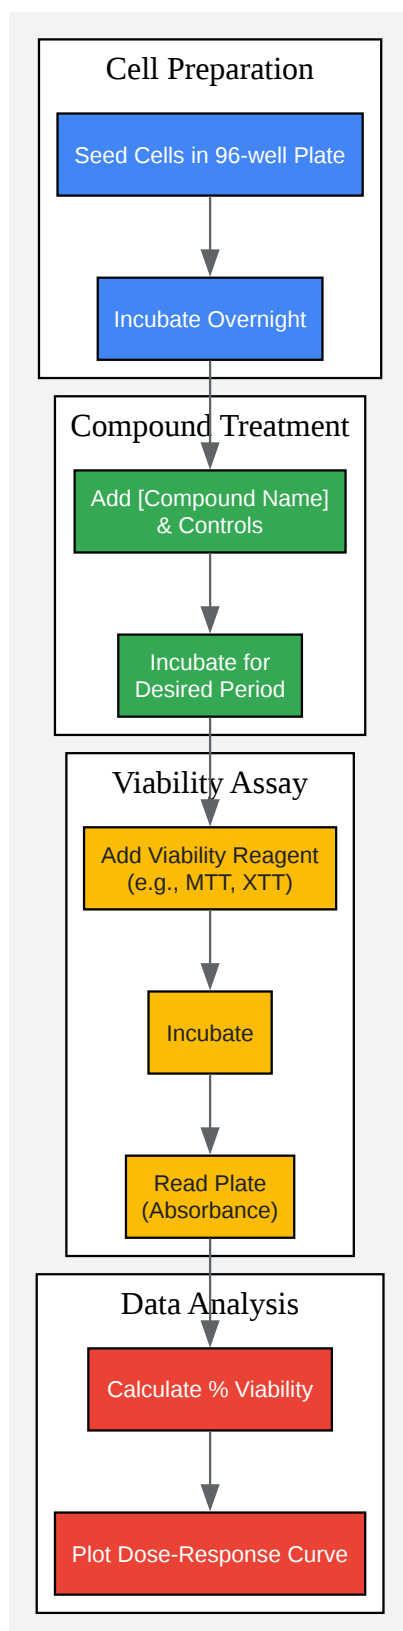 Cell Preparation
Seed Cells in 96-well Plate
Incubate Overnight
Compound Treatment
Add [Compound Name]
& Controls
Incubate for
Desired Period
Viability Assay
Add Viability Reagent
(e.g., MTT, XTT)
Incubate
Read Plate
(Absorbance)
Data Analysis
Calculate % Viability
Plot Dose-Response Curve